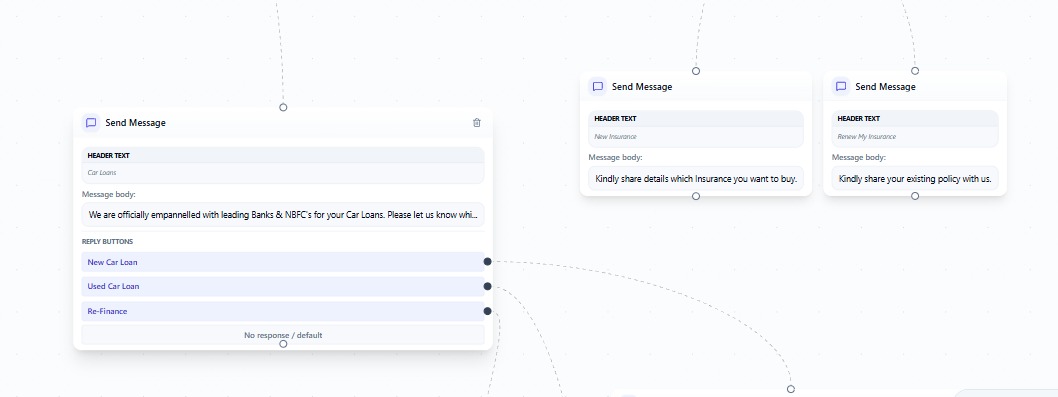 Send Message
HEADER TEXT
Car Loans
Message body:
We are officially empannelled with leading Banks & NBFC's for your Car Loans. Please let us know whi...
REPLY BUTTONS
New Car Loan
Used Car Loan
Re-Finance
No response / default
Send Message
HEADER TEXT
New Insurance
Message body:
Kindly share details which Insurance you want to buy.
Send Message
HEADER TEXT
Renew My Insurance
Message body:
Kindly share your existing policy with us.